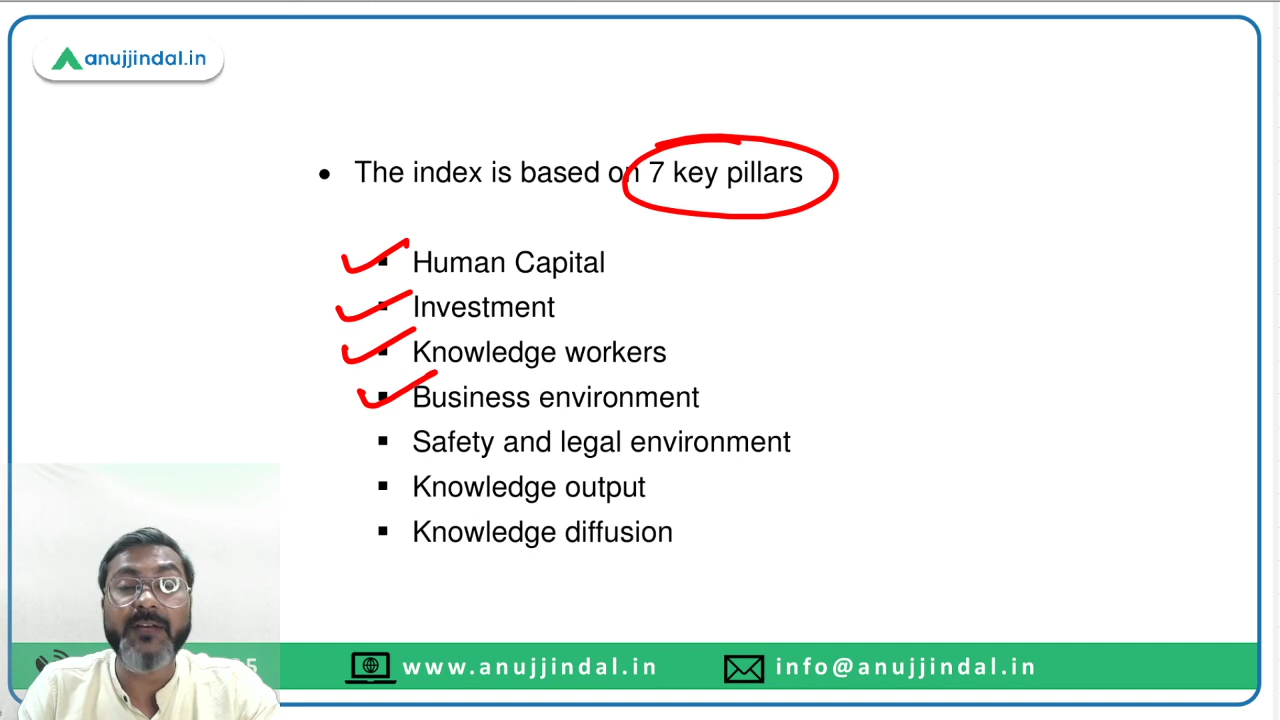 anujjindal.in
The index is based on 7 key pillars
Human Capital
Investment
Knowledge workers
Business environment
Safety and legal environment
Knowledge output
Knowledge diffusion
www.anujjindal.in
info@anujjindal.in